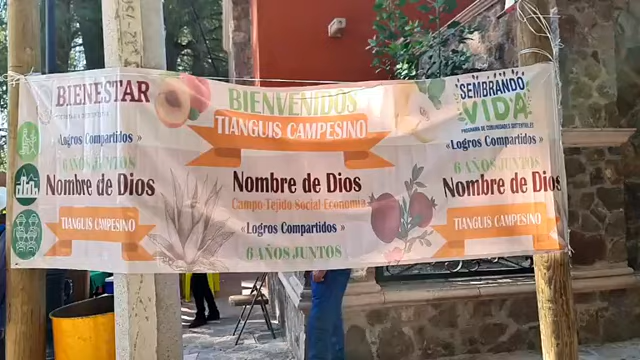 BIENESTAR
«Logros Compartidos »
6 AÑOS JUNTOS
Nombre de Dios
TIANGUIS CAMPESINO
BIENVENIDOS
TIANGUIS CAMPESINO
Nombre de Dios
Campo Tejido Social Economía
«Logros Compartidos »
6 AÑOS JUNTOS
SEMBRANDO
VIDA
PROGRAMA DE COMUNIDADES SUSTENTABLES
«Logros Compartidos »
6 AÑOS JUNTOS
Nombre de Dios
TIANGUIS CAMPESINO